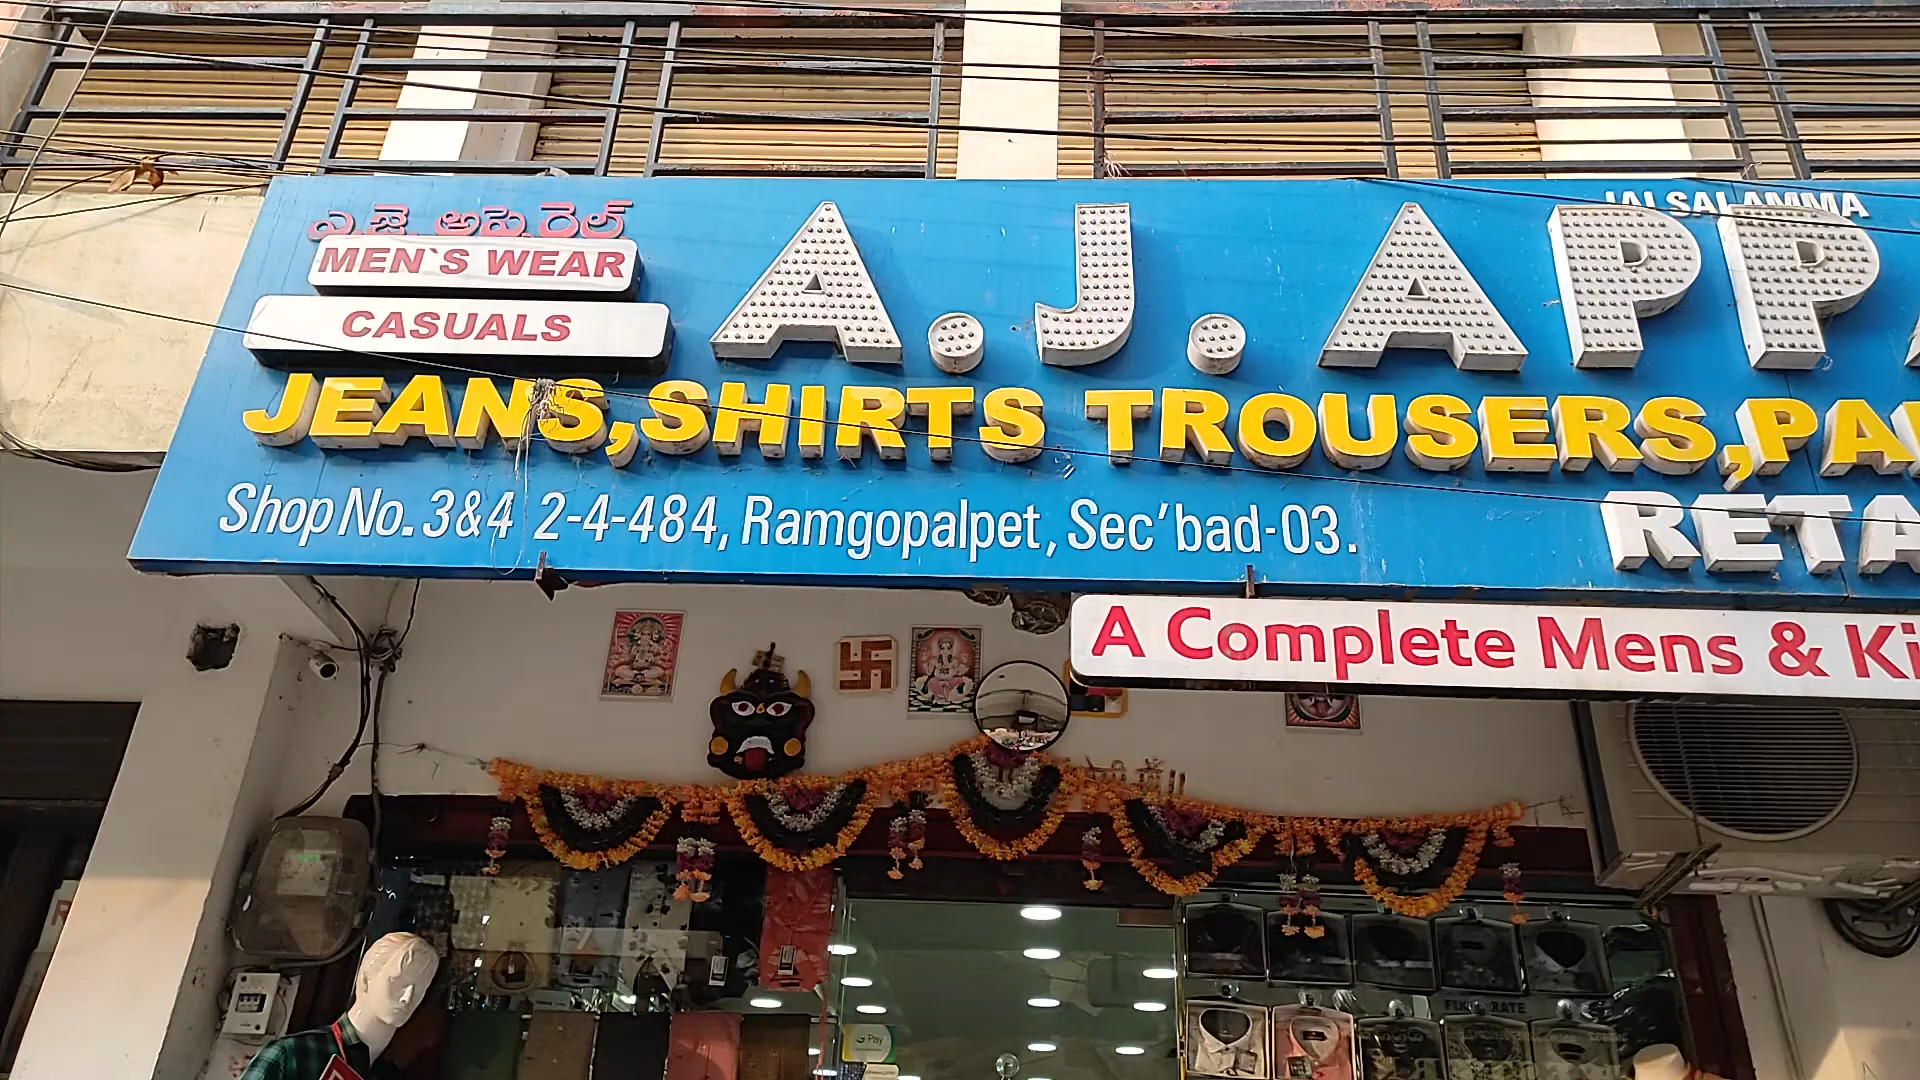 ఎ.జె. అపెరెల్
MEN`S WEAR
CASUALS
JAI SALAMMA
A.J. APP
JEANS,SHIRTS TROUSERS,PA
Shop No. 3&4 2-4-484, Ramgopalpet, Sec'bad-03.
RETA
A Complete Mens & Ki
FIX RATE
G Pay